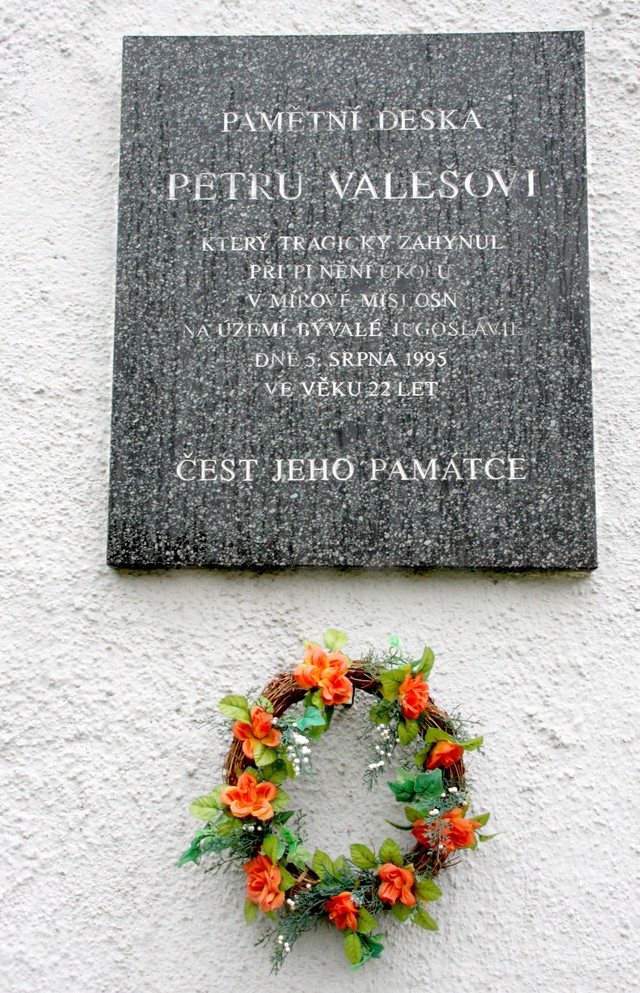 PAMĚTNÍ DESKA
PETRU VALEŠOVI
KTERÝ TRAGICKY ZAHYNUL
PŘI PLNĚNÍ ÚKOLU
V MÍROVÉ MISI OSN
NA ÚZEMÍ BÝVALÉ JUGOSLÁVIE
DNE 5. SRPNA 1995
VE VĚKU 22 LET
ČEST JEHO PAMÁTCE